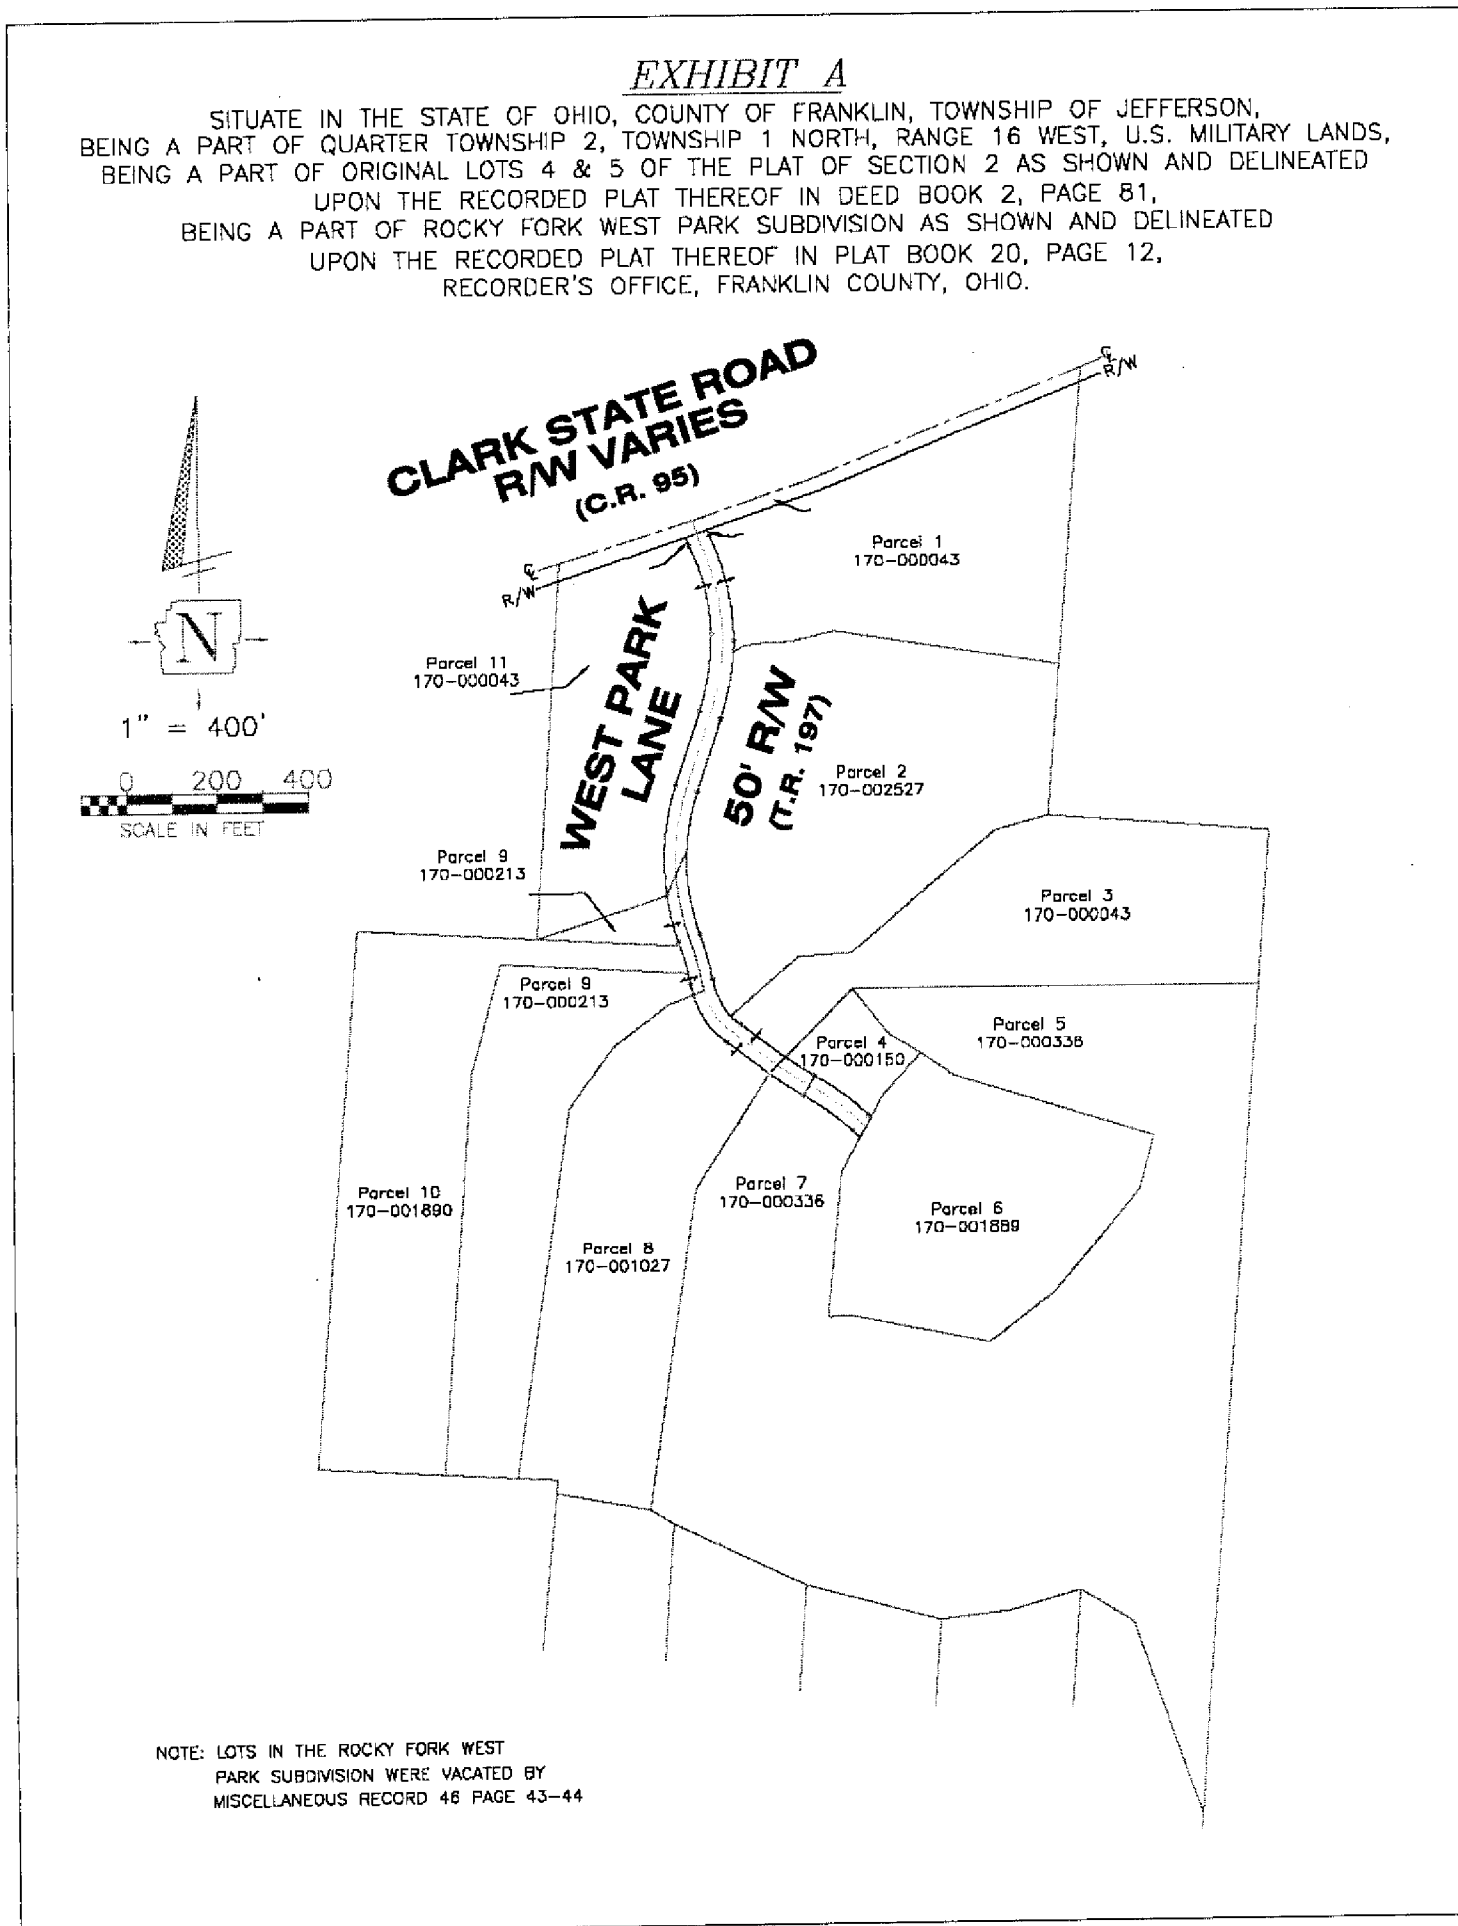 EXHIBIT A
SITUATE IN THE STATE OF OHIO, COUNTY OF FRANKLIN, TOWNSHIP OF JEFFERSON,
BEING A PART OF QUARTER TOWNSHIP 2, TOWNSHIP 1 NORTH, RANGE 16 WEST, U.S. MILITARY LANDS,
BEING A PART OF ORIGINAL LOTS 4 & 5 OF THE PLAT OF SECTION 2 AS SHOWN AND DELINEATED
UPON THE RECORDED PLAT THEREOF IN DEED BOOK 2, PAGE 81,
BEING A PART OF ROCKY FORK WEST PARK SUBDIVISION AS SHOWN AND DELINEATED
UPON THE RECORDED PLAT THEREOF IN PLAT BOOK 20, PAGE 12,
RECORDER'S OFFICE, FRANKLIN COUNTY, OHIO.
CLARK STATE ROAD
R/W VARIES
(C.R. 95)
℄
R/W
℄
R/W
Parcel 1
170-000043
N
1" = 400'
0 200 400
SCALE IN FEET
Parcel 11
170-000043
WEST PARK
LANE
50' R/W
(T.R. 197)
Parcel 2
170-002527
Parcel 9
170-000213
Parcel 3
170-000043
Parcel 9
170-000213
Parcel 4
170-000150
Parcel 5
170-000336
Parcel 10
170-001890
Parcel 7
170-000336
Parcel 6
170-001889
Parcel 8
170-001027
NOTE: LOTS IN THE ROCKY FORK WEST
PARK SUBDIVISION WERE VACATED BY
MISCELLANEOUS RECORD 46 PAGE 43-44